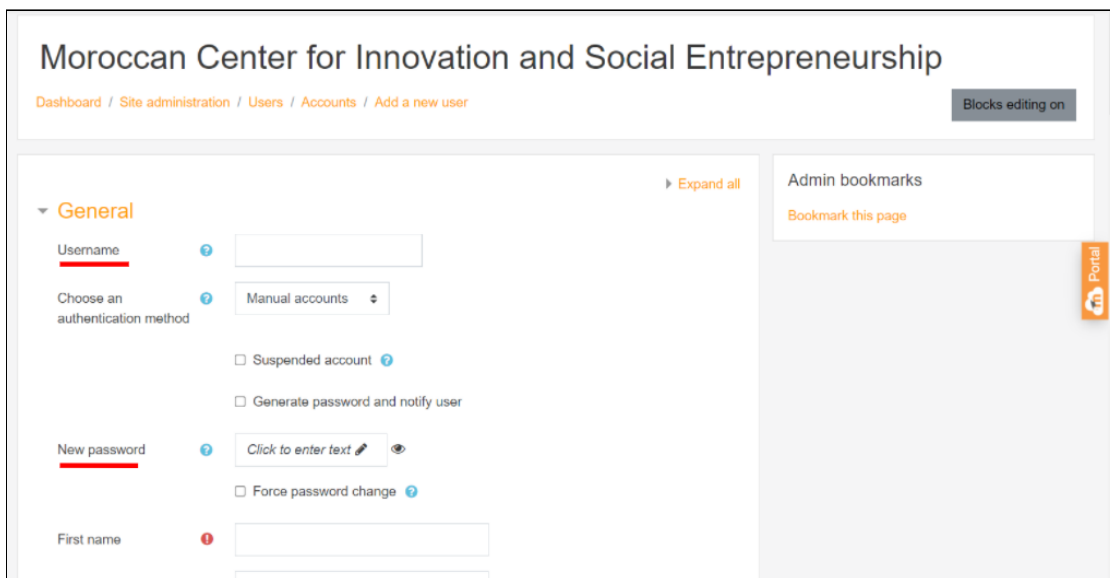 Moroccan Center for Innovation and Social Entrepreneurship
Dashboard / Site administration / Users / Accounts / Add a new user
Blocks editing on
Expand all
Admin bookmarks
Bookmark this page
General
Username
Choose an
authentication method
Manual accounts
Suspended account
Generate password and notify user
New password
Click to enter text
Force password change
First name
Portal